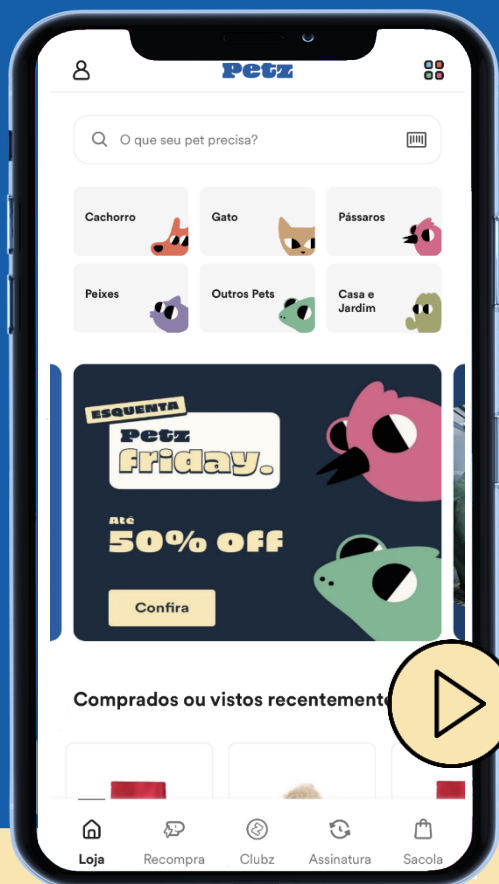 Petz
O que seu pet precisa?
Cachorro
Gato
Pássaros
Peixes
Outros Pets
Casa e
Jardim
ESQUENTA
Petz
friday.
Até
50% OFF
Confira
Comprados ou vistos recentemente
Loja
Recompra
Clubz
Assinatura
Sacola